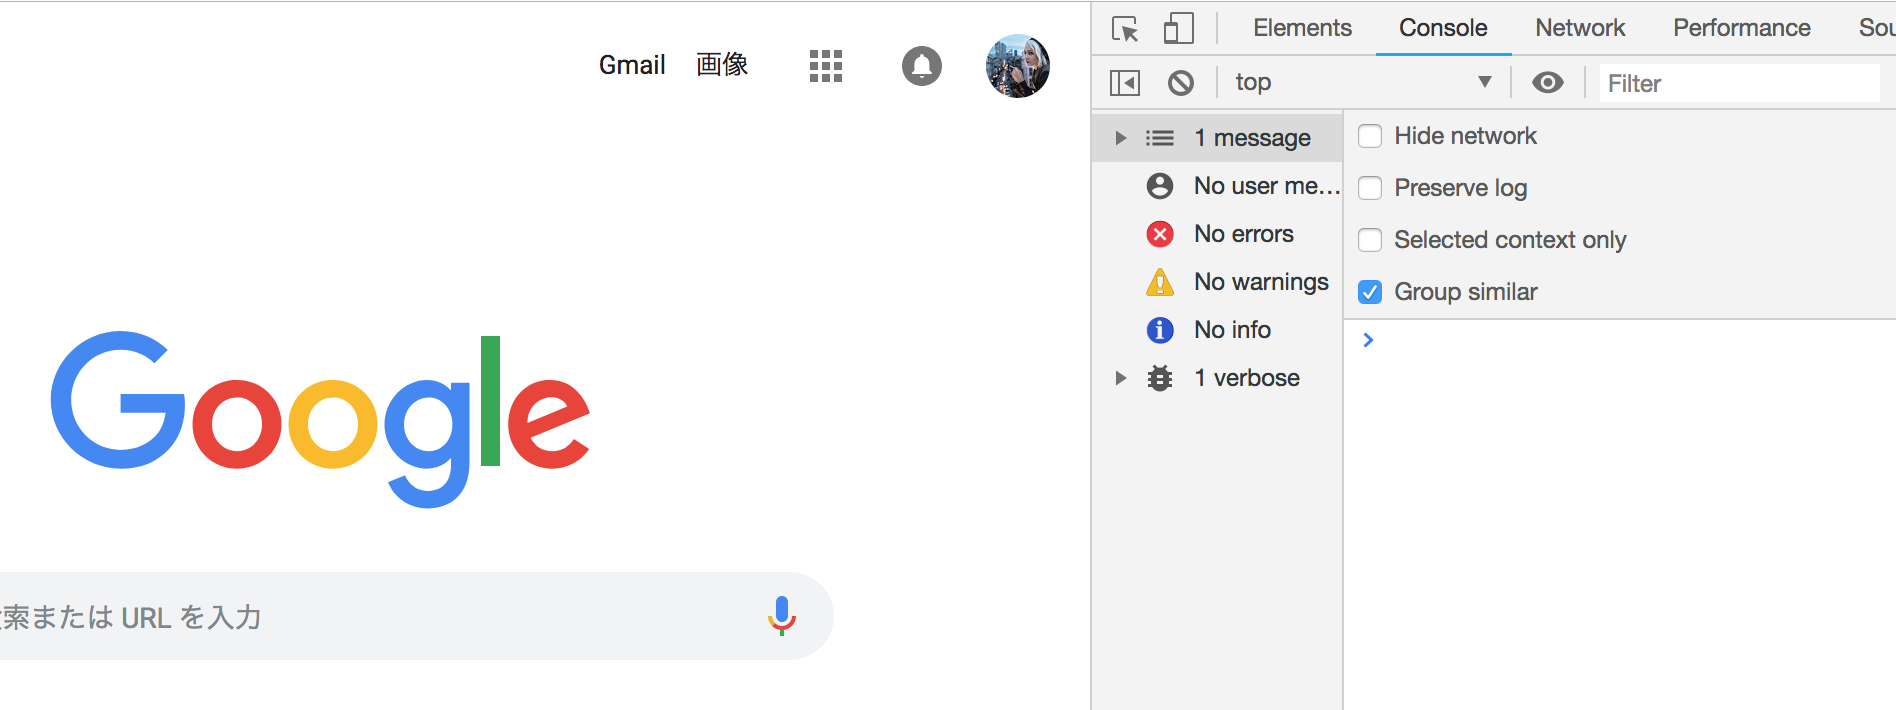 Gmail 画像
Google
索または URL を入力
Elements Console Network Performance Sou
top
Filter
1 message
No user me...
No errors
No warnings
No info
1 verbose
Hide network
Preserve log
Selected context only
Group similar